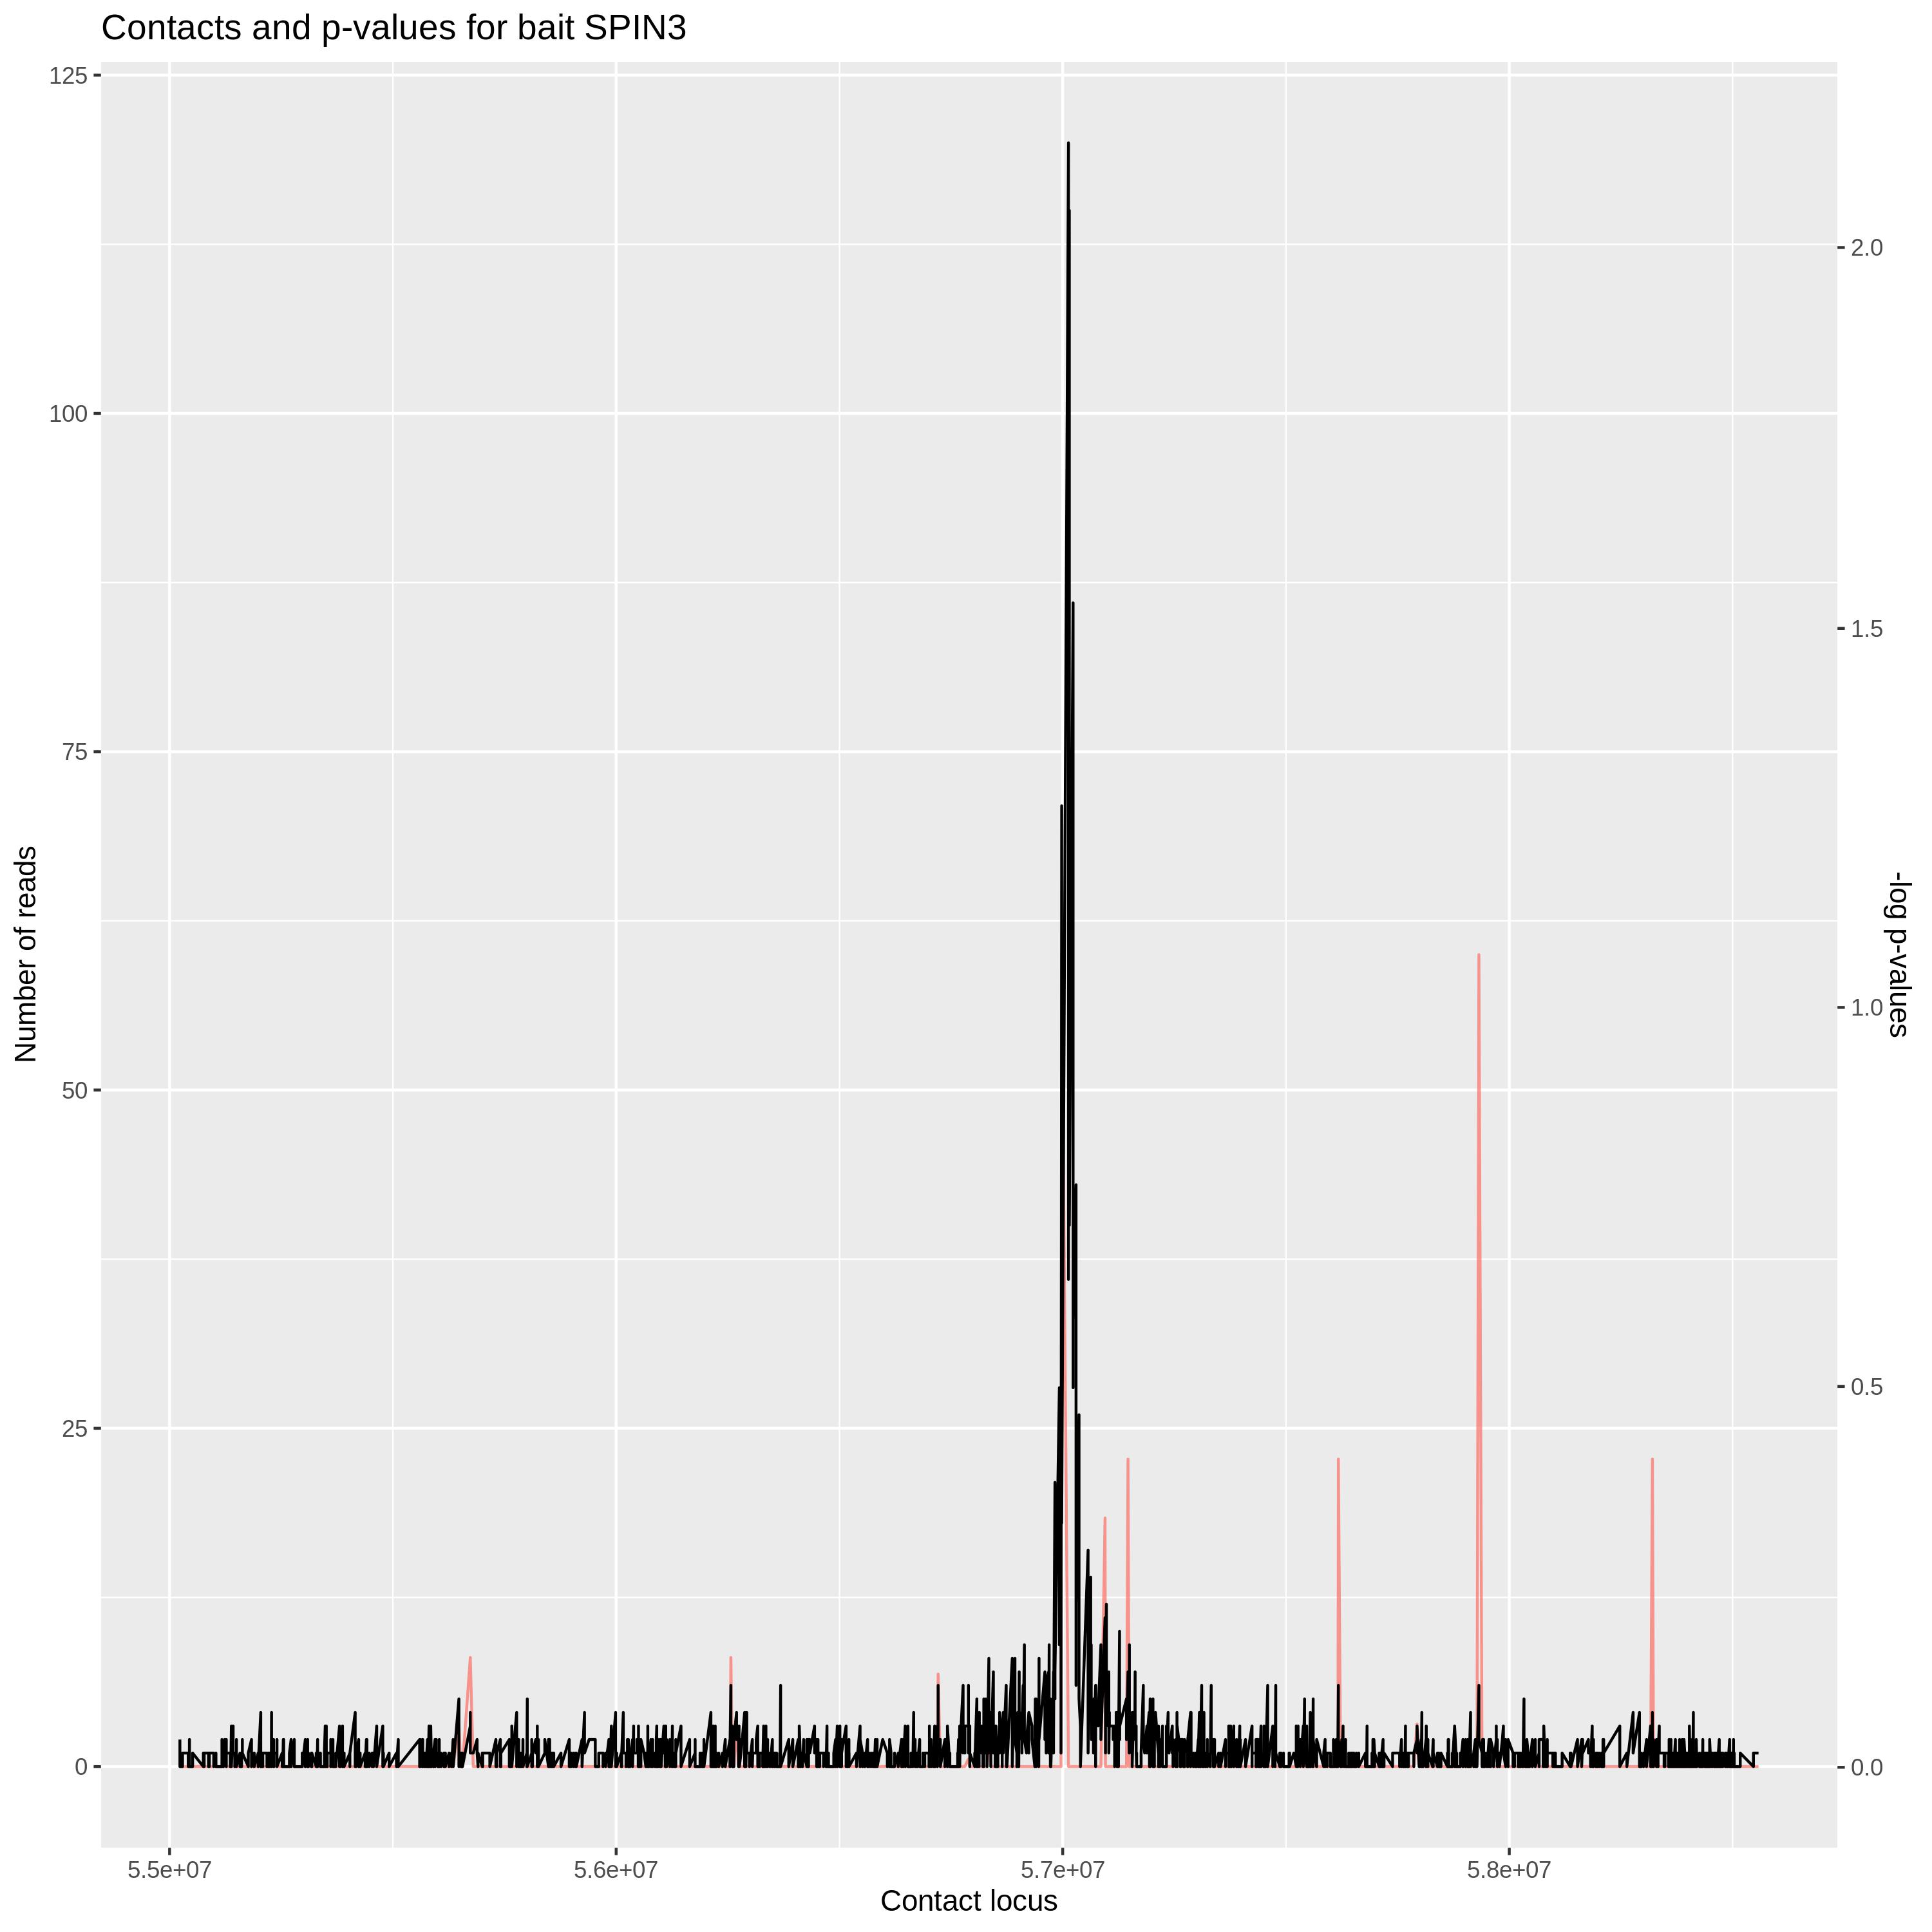 Contacts and p-values for bait SPIN3
125
100
75
50
25
0
Number of reads
2.0
1.5
1.0
0.5
0.0
-log p-values
5.5e+07
5.6e+07
5.7e+07
5.8e+07
Contact locus